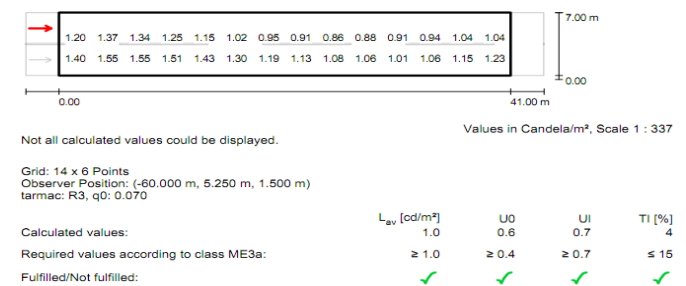 7.00 m
1.20 1.37 1.34 1.25 1.15 1.02 0.95 0.91 0.86 0.88 0.91 0.94 1.04 1.04
1.40 1.55 1.55 1.51 1.43 1.30 1.19 1.13 1.08 1.06 1.01 1.06 1.15 1.23
0.00
0.00 41.00 m
Values in Candela/m², Scale 1 : 337
Not all calculated values could be displayed.
Grid: 14 x 6 Points
Observer Position: (-60.000 m, 5.250 m, 1.500 m)
tarmac: R3, q0: 0.070
Lav [cd/m²] U0 UI TI [%]
Calculated values: 1.0 0.6 0.7 4
Required values according to class ME3a: ≥ 1.0 ≥ 0.4 ≥ 0.7 ≤ 15
Fulfilled/Not fulfilled: ✓ ✓ ✓ ✓